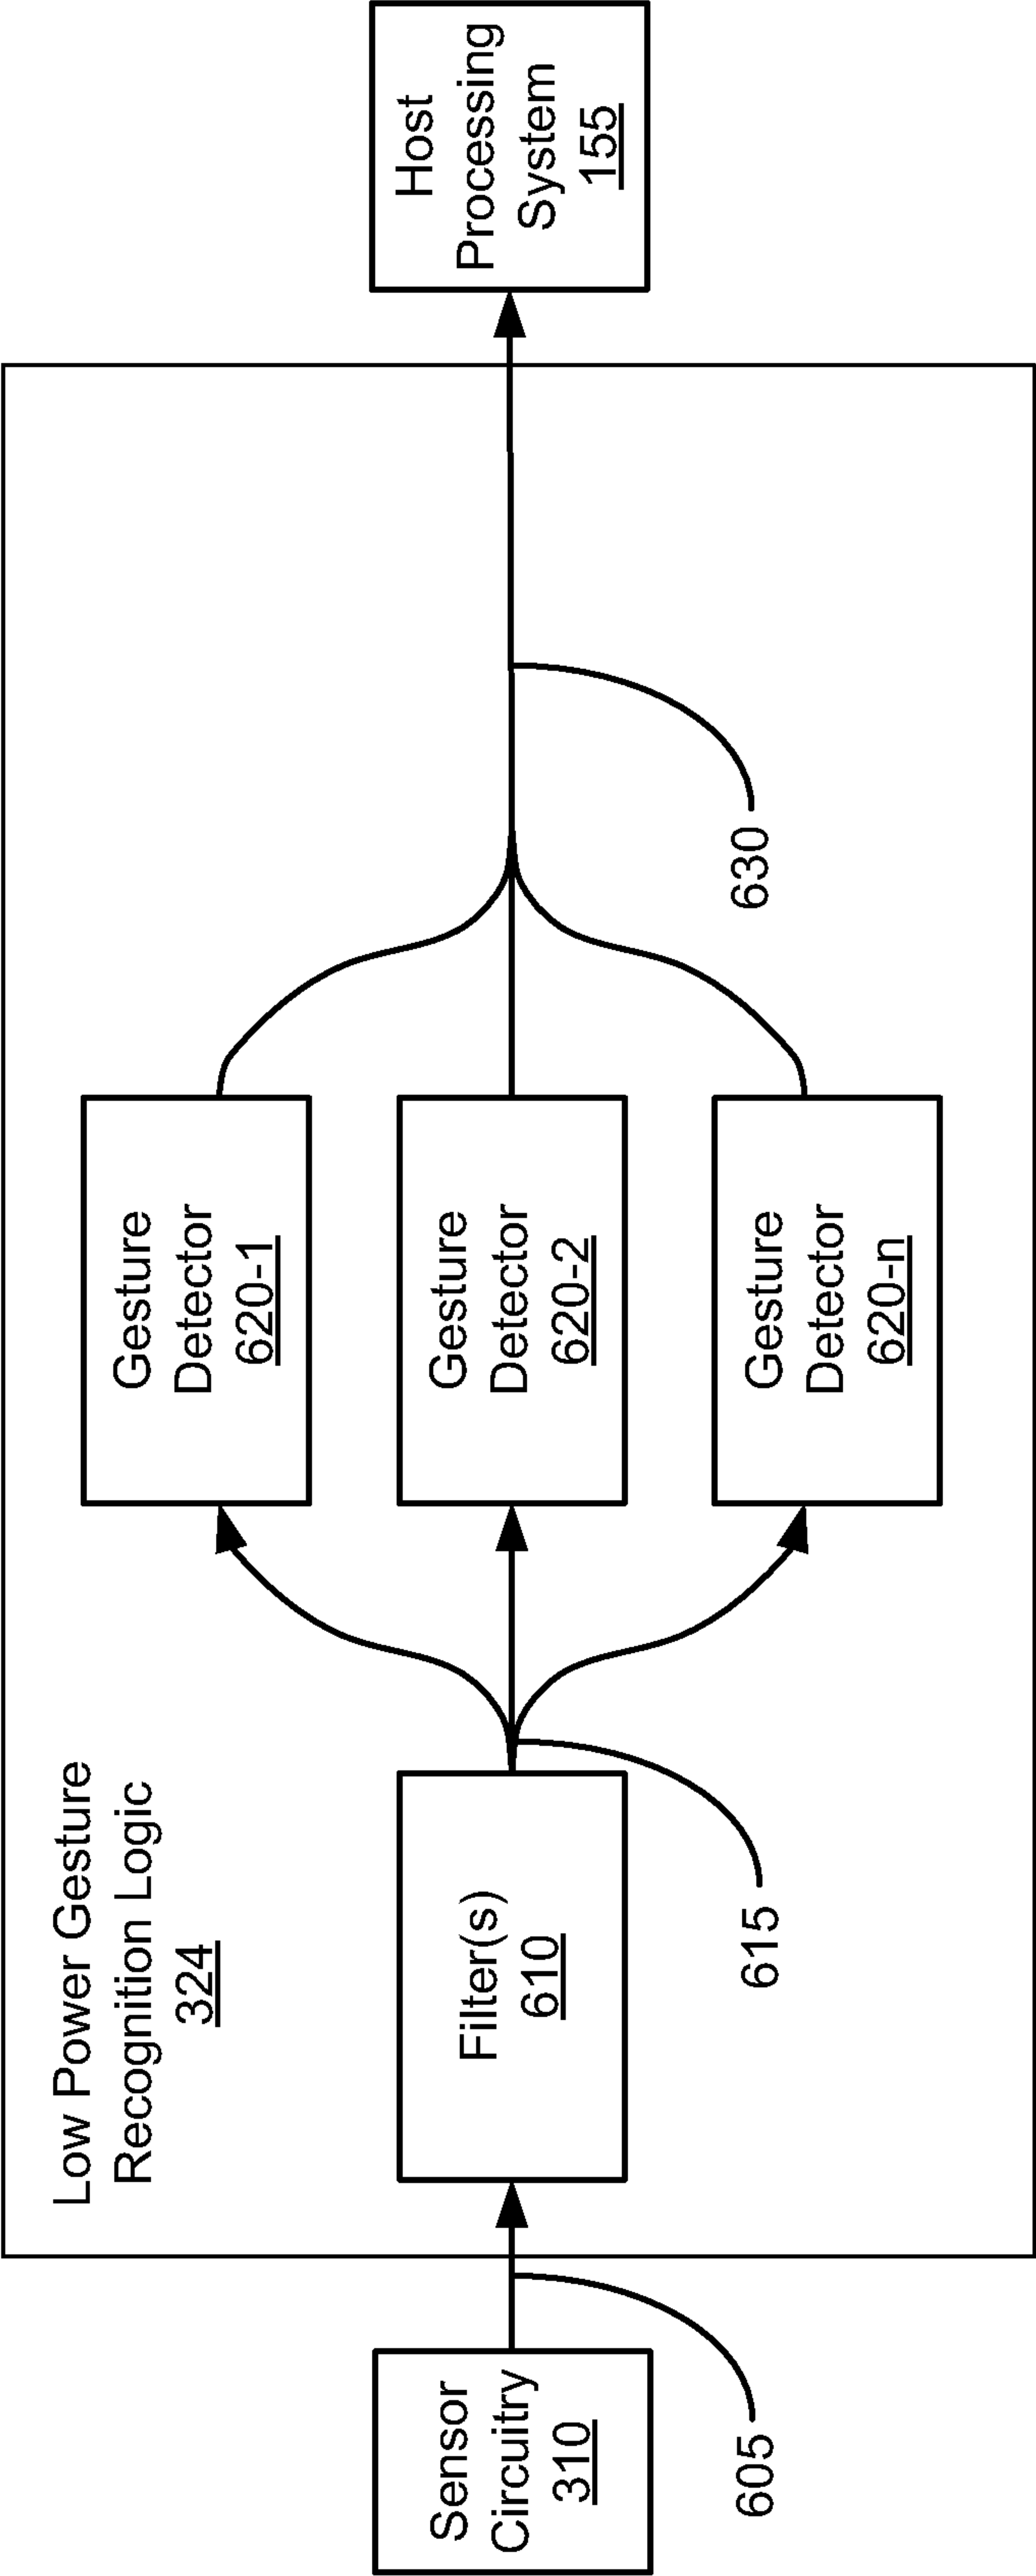 Low Power Gesture
Recognition Logic
324
Sensor
Circuitry
310
605
Filter(s)
610
615
Gesture
Detector
620-1
Gesture
Detector
620-2
Gesture
Detector
620-n
630
Host
Processing
System
155